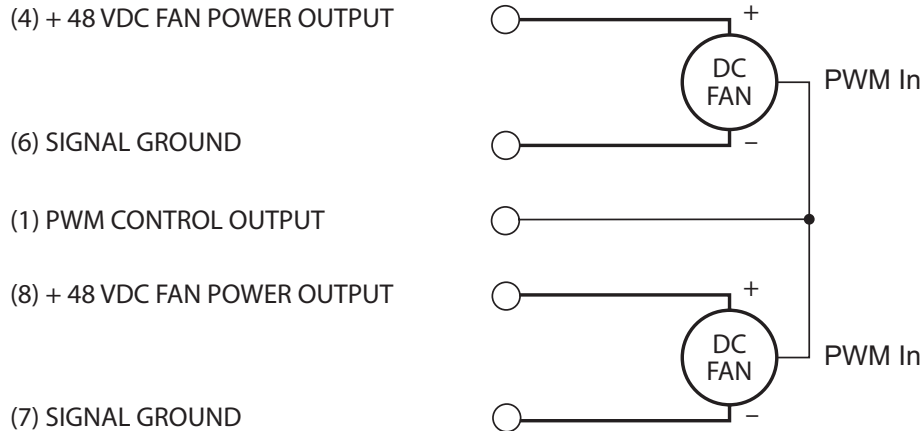 (4) + 48 VDC FAN POWER OUTPUT
+
DC
FAN
PWM In
(6) SIGNAL GROUND
–
(1) PWM CONTROL OUTPUT
(8) + 48 VDC FAN POWER OUTPUT
+
DC
FAN
PWM In
(7) SIGNAL GROUND
–